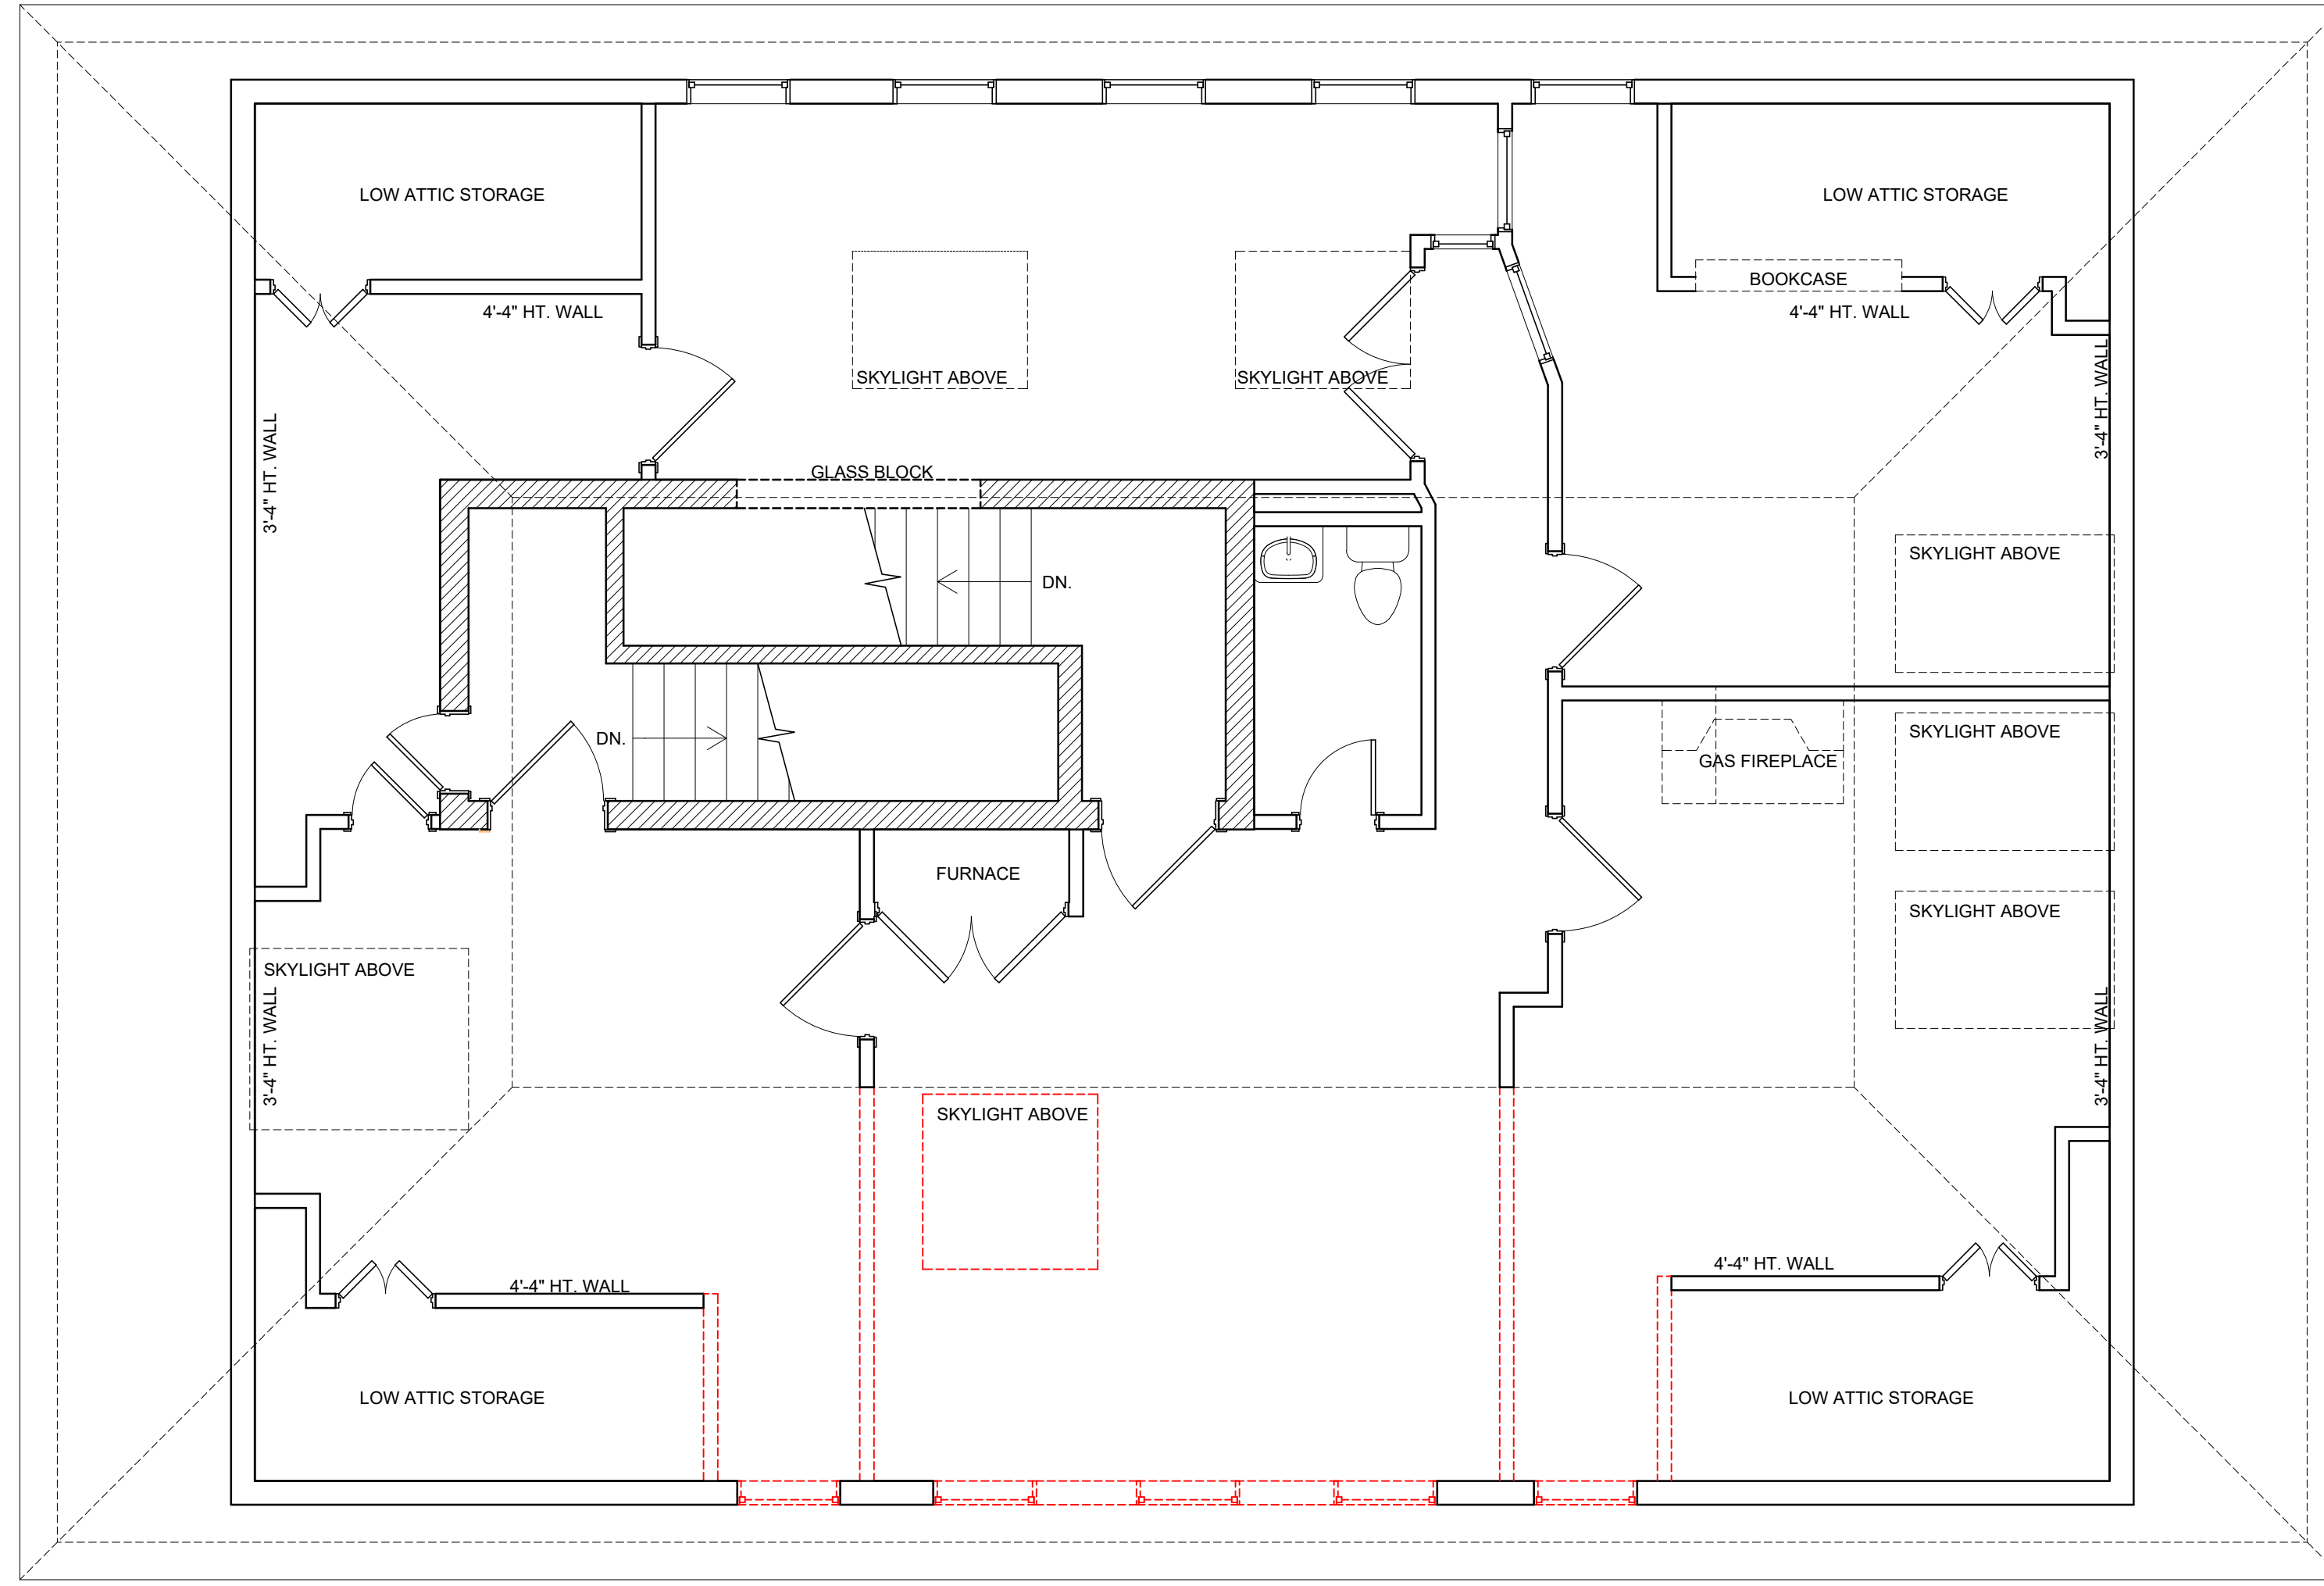 LOW ATTIC STORAGE
LOW ATTIC STORAGE
BOOKCASE
4'-4" HT. WALL
4'-4" HT. WALL
SKYLIGHT ABOVE
SKYLIGHT ABOVE
3'-4" HT. WALL
3'-4" HT. WALL
GLASS BLOCK
SKYLIGHT ABOVE
DN.
DN.
SKYLIGHT ABOVE
GAS FIREPLACE
FURNACE
SKYLIGHT ABOVE
SKYLIGHT ABOVE
3'-4" HT. WALL
3'-4" HT. WALL
SKYLIGHT ABOVE
4'-4" HT. WALL
4'-4" HT. WALL
LOW ATTIC STORAGE
LOW ATTIC STORAGE